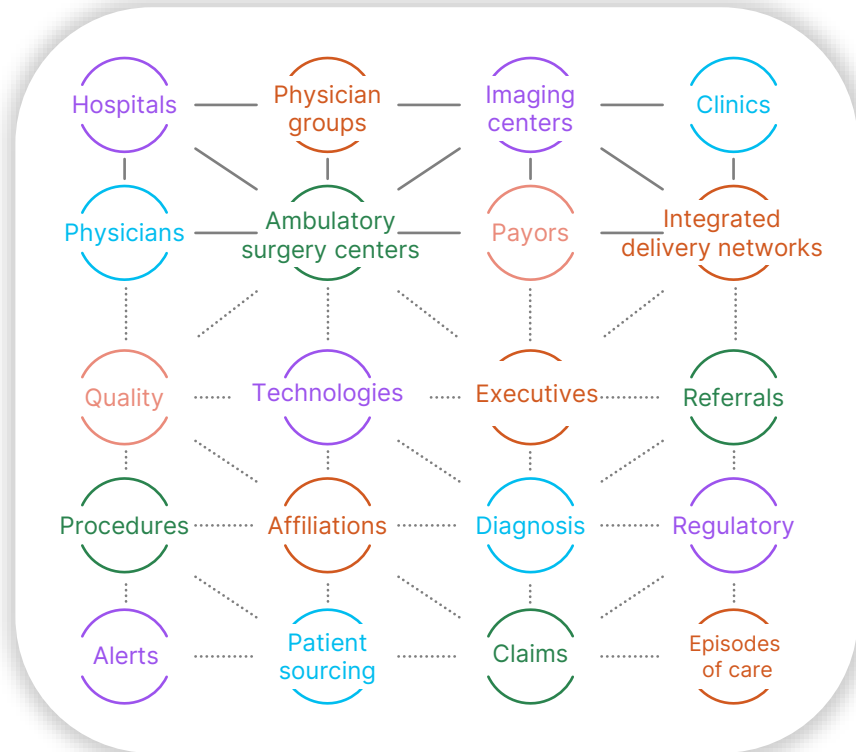 Hospitals
Physician
groups
Imaging
centers
Clinics
Physicians
Ambulatory
surgery centers
Payors
Integrated
delivery networks
Quality
Technologies
Executives
Referrals
Procedures
Affiliations
Diagnosis
Regulatory
Alerts
Patient
sourcing
Claims
Episodes
of care